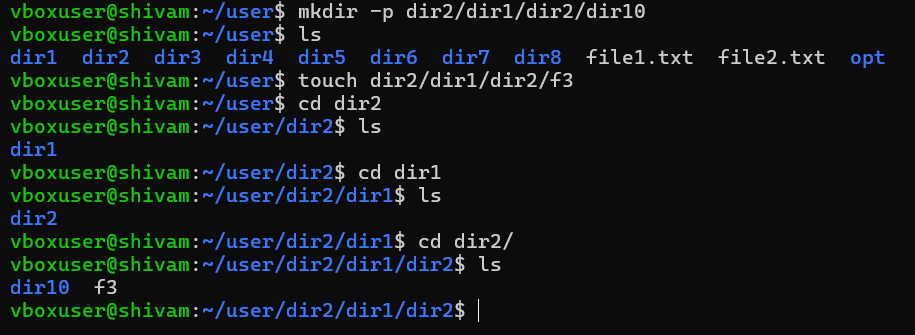 vboxuser@shivam:~/user$ mkdir -p dir2/dir1/dir2/dir10
vboxuser@shivam:~/user$ ls
dir1  dir2  dir3  dir4  dir5  dir6  dir7  dir8  file1.txt  file2.txt  opt
vboxuser@shivam:~/user$ touch dir2/dir1/dir2/f3
vboxuser@shivam:~/user$ cd dir2
vboxuser@shivam:~/user/dir2$ ls
dir1
vboxuser@shivam:~/user/dir2$ cd dir1
vboxuser@shivam:~/user/dir2/dir1$ ls
dir2
vboxuser@shivam:~/user/dir2/dir1$ cd dir2/
vboxuser@shivam:~/user/dir2/dir1/dir2$ ls
dir10  f3
vboxuser@shivam:~/user/dir2/dir1/dir2$